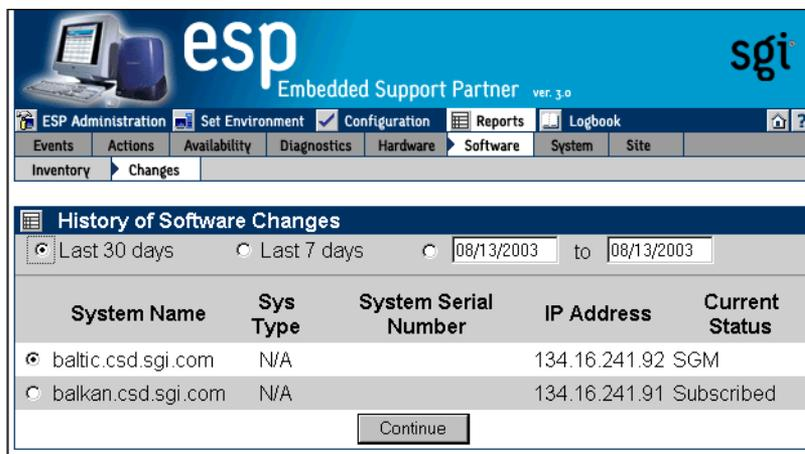 esp
Embedded Support Partner ver. 3.0
sgi
ESP Administration Set Environment Configuration Reports Logbook ?
Events Actions Availability Diagnostics Hardware Software System Site
Inventory Changes
History of Software Changes
Last 30 days Last 7 days 08/13/2003 to 08/13/2003
System Name Sys Type System Serial Number IP Address Current Status
baltic.csd.sgi.com N/A 134.16.241.92 SGM
balkan.csd.sgi.com N/A 134.16.241.91 Subscribed
Continue